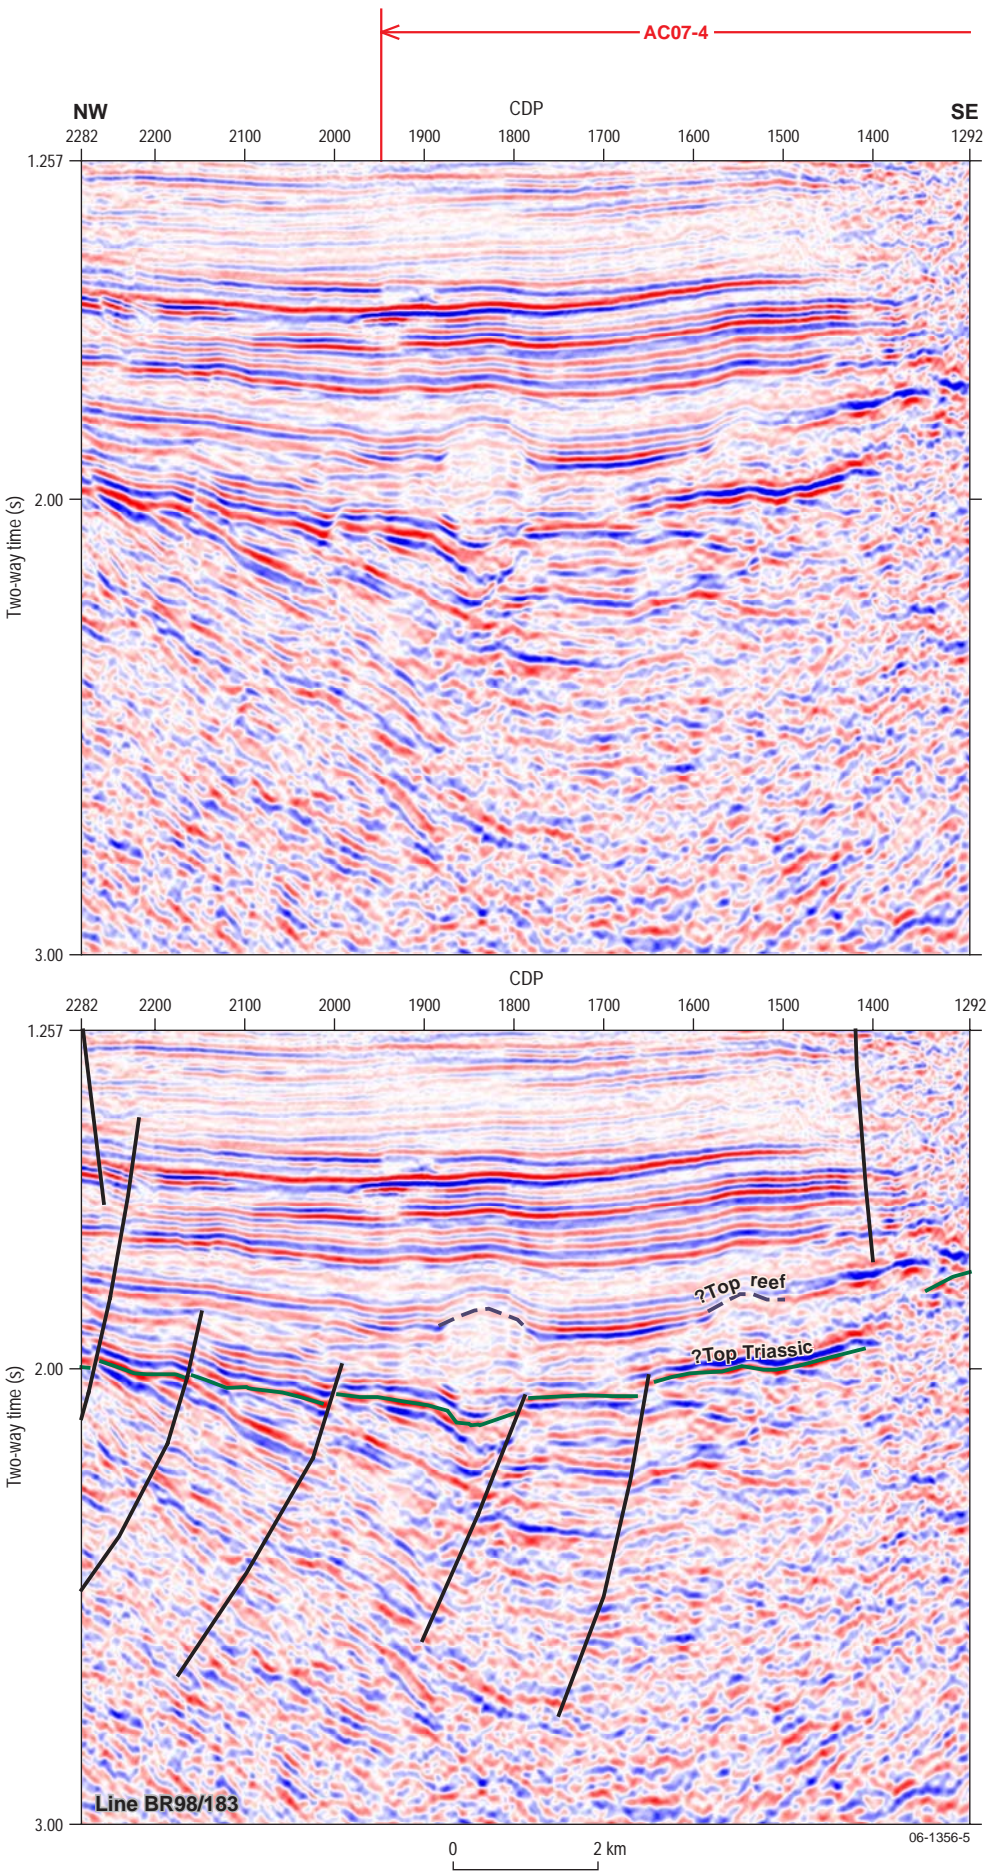 AC07-4
NW CDP SE
2282 2200 2100 2000 1900 1800 1700 1600 1500 1400 1292
1.257
2.00
Two-way time (s)
3.00
CDP
2282 2200 2100 2000 1900 1800 1700 1600 1500 1400 1292
1.257
?Top reef
?Top Triassic
2.00
Two-way time (s)
Line BR98/183
3.00
06-1356-5
0 2 km